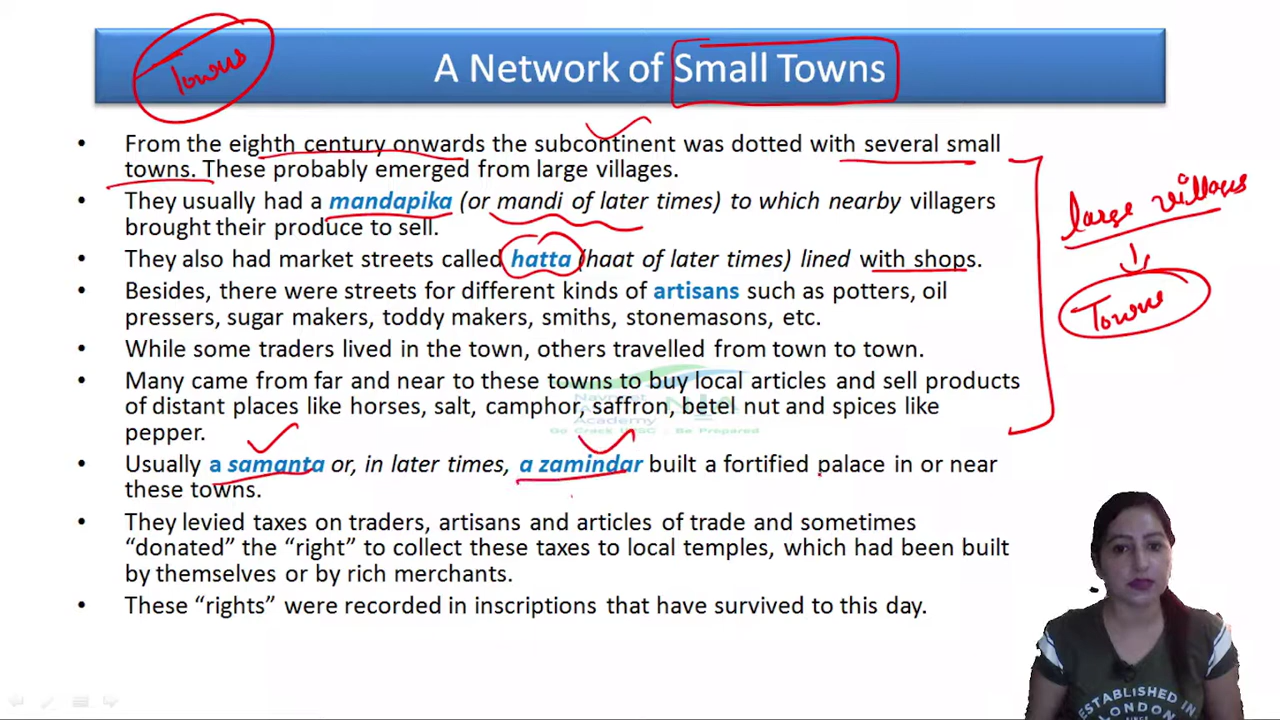 Towns
A Network of Small Towns
• From the eighth century onwards the subcontinent was dotted with several small
towns. These probably emerged from large villages.
• They usually had a mandapika (or mandi of later times) to which nearby villagers
brought their produce to sell.
• They also had market streets called hatta (haat of later times) lined with shops.
• Besides, there were streets for different kinds of artisans such as potters, oil
pressers, sugar makers, toddy makers, smiths, stonemasons, etc.
• While some traders lived in the town, others travelled from town to town.
• Many came from far and near to these towns to buy local articles and sell products
of distant places like horses, salt, camphor, saffron, betel nut and spices like
pepper.
• Usually a samanta or, in later times, a zamindar built a fortified palace in or near
these towns.
• They levied taxes on traders, artisans and articles of trade and sometimes
“donated” the “right” to collect these taxes to local temples, which had been built
by themselves or by rich merchants.
• These “rights” were recorded in inscriptions that have survived to this day.
large villages
Towns
Navneet
Academy
Be Prepared
ESTABLISHED IN
LONDON